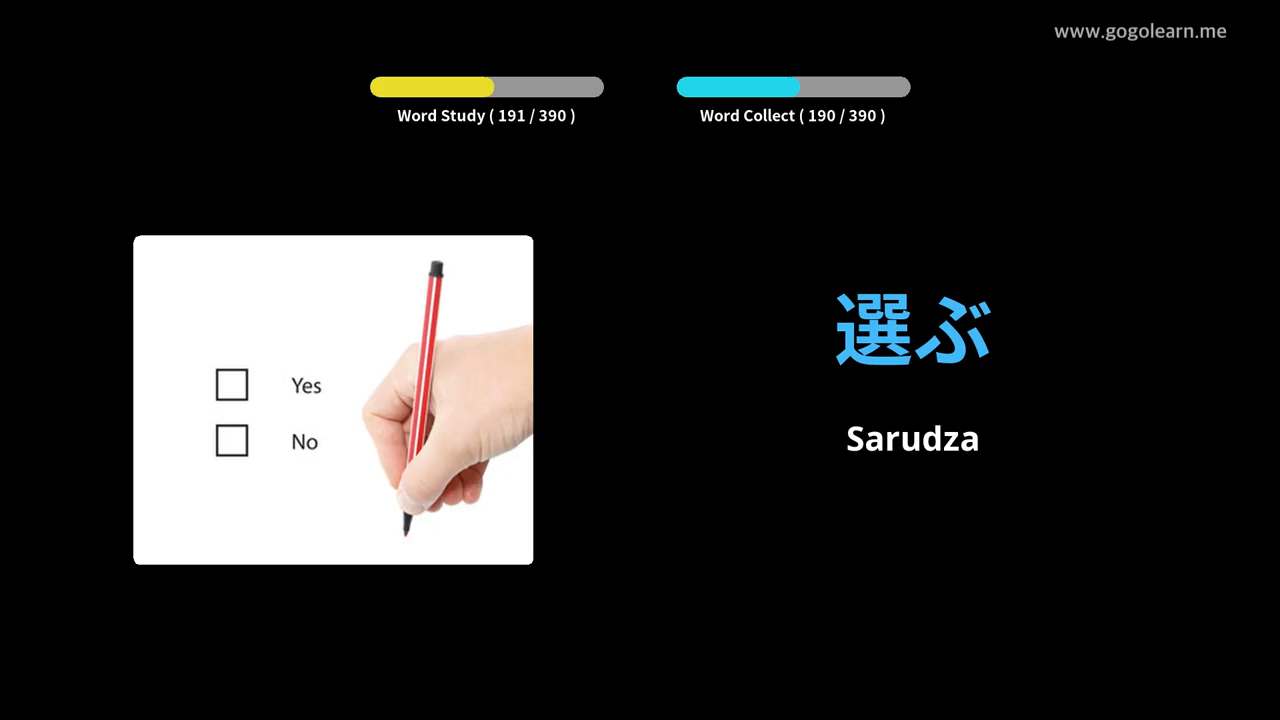 www.gogolearn.me
Word Study ( 191 / 390 )
Word Collect ( 190 / 390 )
Yes
No
選ぶ
Sarudza